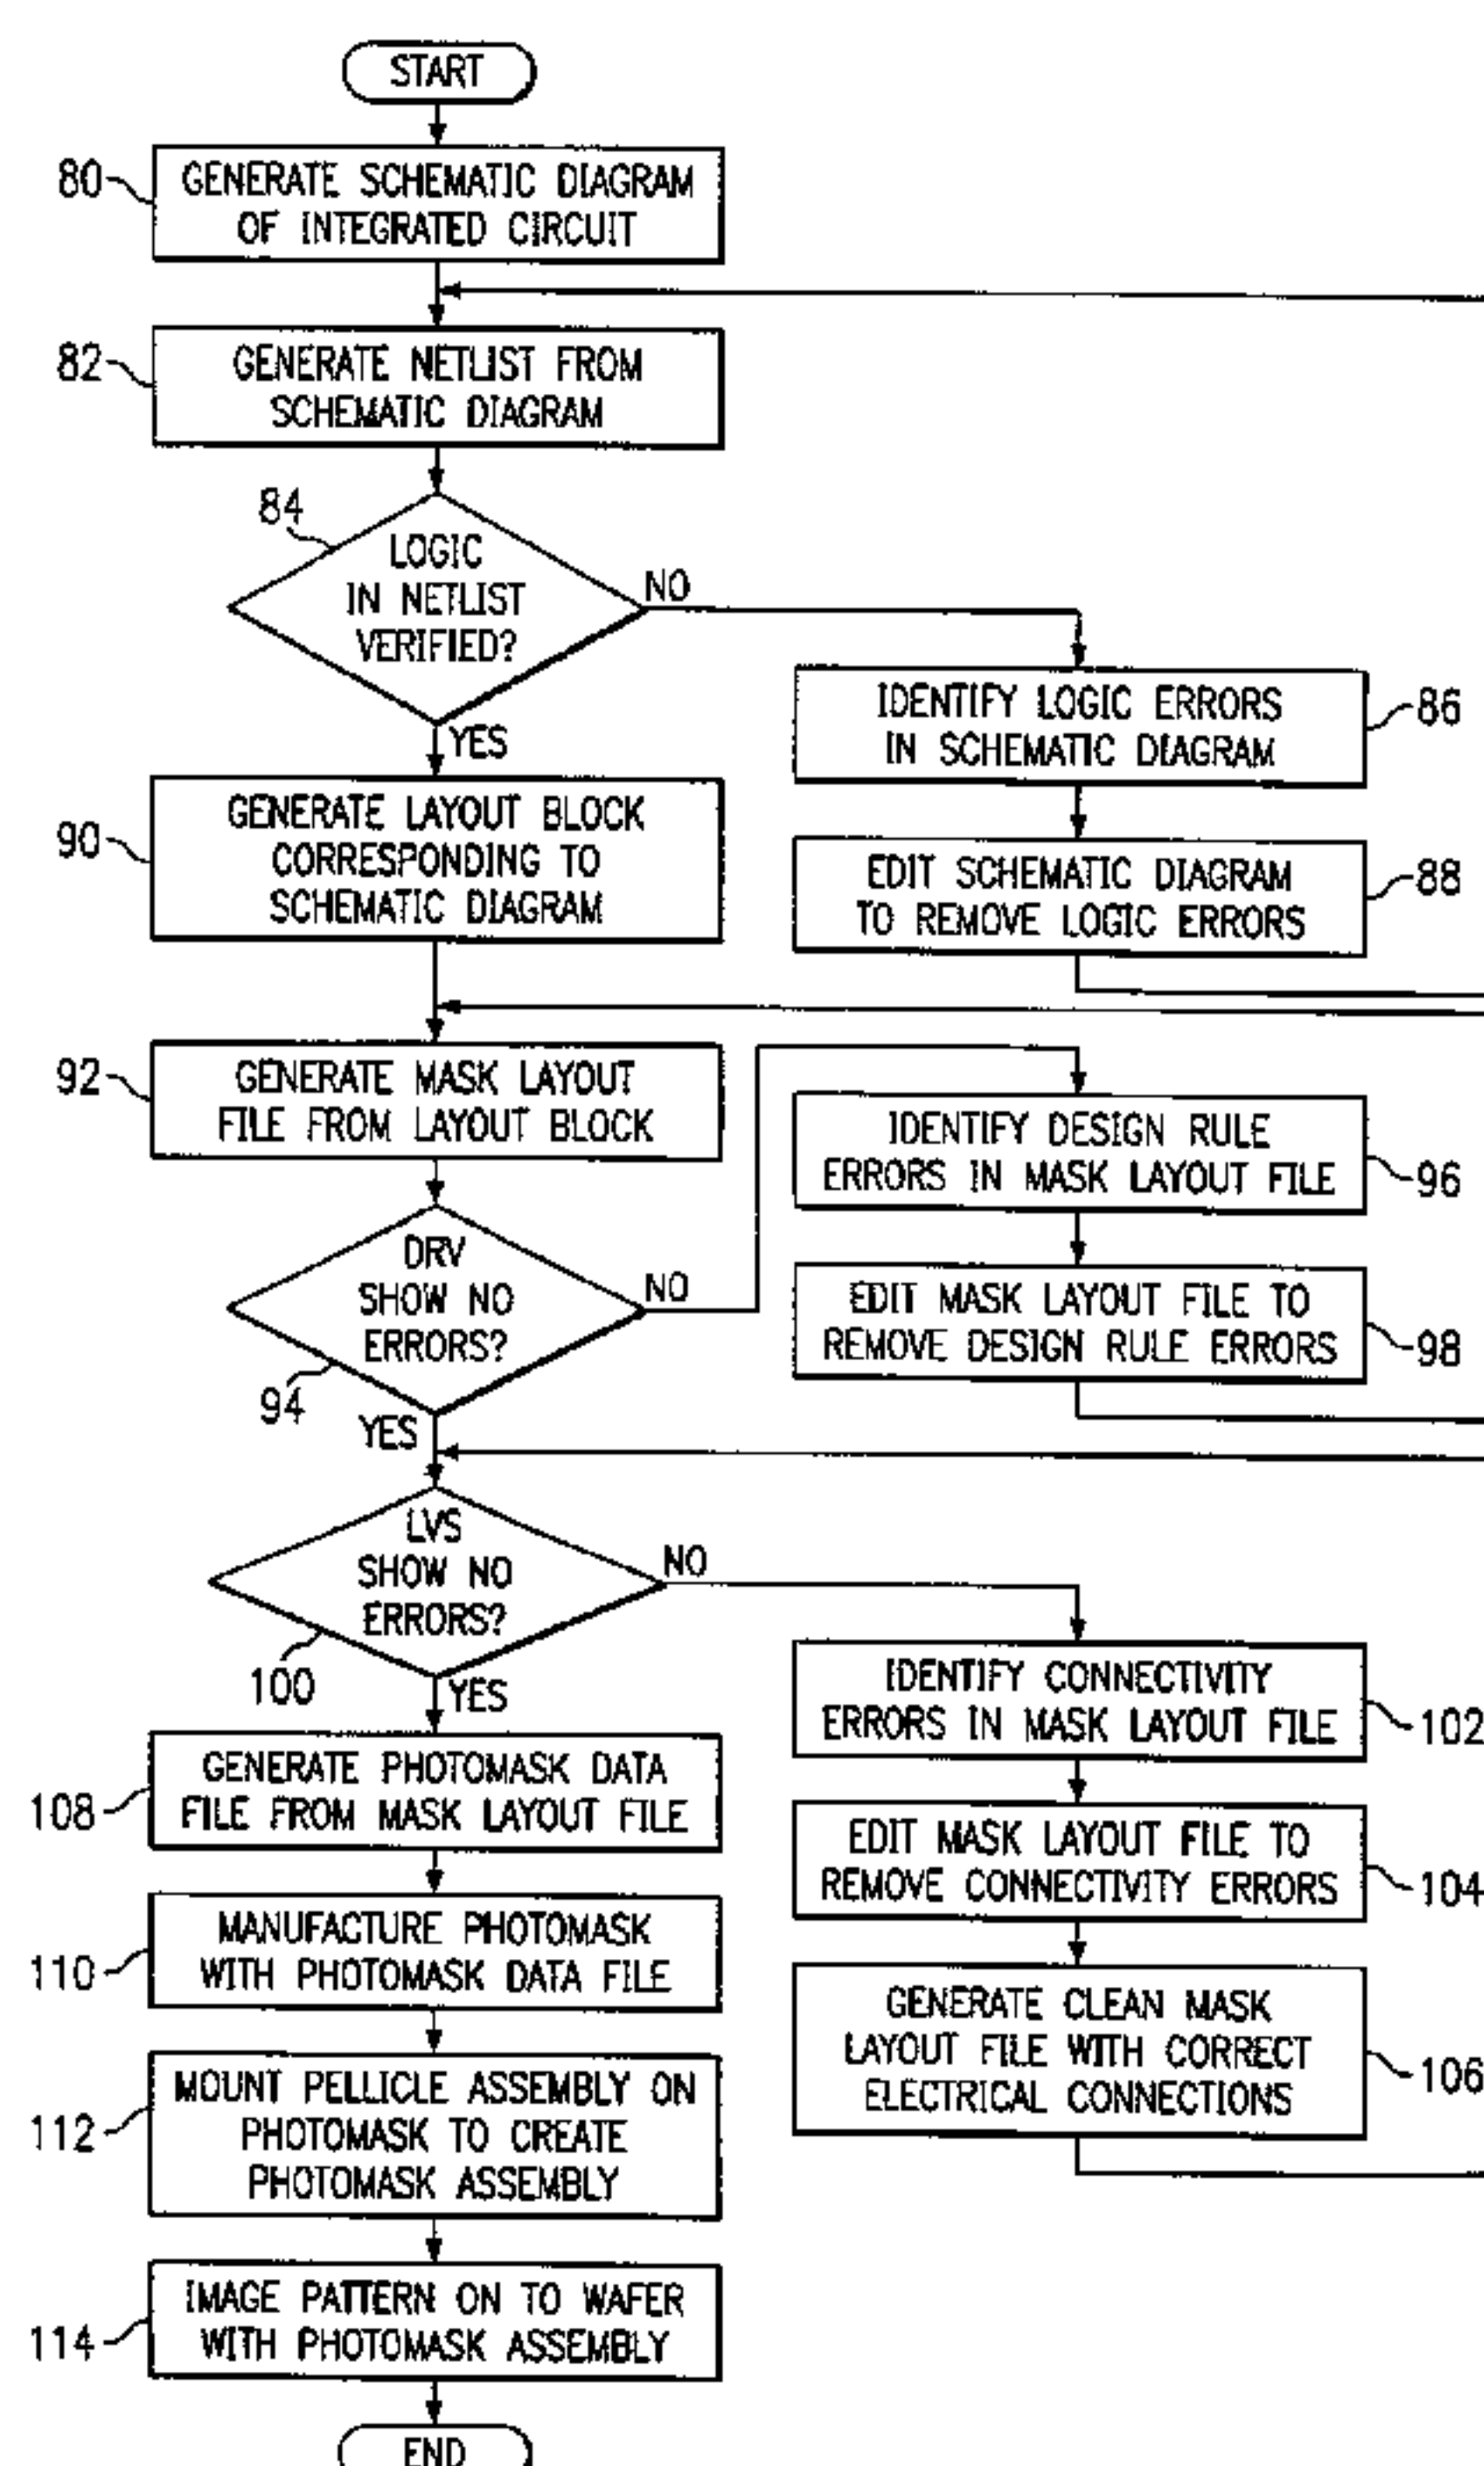 START
80
GENERATE SCHEMATIC DIAGRAM
OF INTEGRATED CIRCUIT
82
GENERATE NETLIST FROM
SCHEMATIC DIAGRAM
84
LOGIC
IN NETLIST
VERIFIED?
NO
YES
IDENTIFY LOGIC ERRORS
IN SCHEMATIC DIAGRAM
86
EDIT SCHEMATIC DIAGRAM
TO REMOVE LOGIC ERRORS
88
90
GENERATE LAYOUT BLOCK
CORRESPONDING TO
SCHEMATIC DIAGRAM
92
GENERATE MASK LAYOUT
FILE FROM LAYOUT BLOCK
DRV
SHOW NO
ERRORS?
94
NO
YES
IDENTIFY DESIGN RULE
ERRORS IN MASK LAYOUT FILE
96
EDIT MASK LAYOUT FILE TO
REMOVE DESIGN RULE ERRORS
98
LVS
SHOW NO
ERRORS?
100
NO
YES
IDENTIFY CONNECTIVITY
ERRORS IN MASK LAYOUT FILE
102
EDIT MASK LAYOUT FILE TO
REMOVE CONNECTIVITY ERRORS
104
GENERATE CLEAN MASK
LAYOUT FILE WITH CORRECT
ELECTRICAL CONNECTIONS
106
108
GENERATE PHOTOMASK DATA
FILE FROM MASK LAYOUT FILE
110
MANUFACTURE PHOTOMASK
WITH PHOTOMASK DATA FILE
112
MOUNT PELLICLE ASSEMBLY ON
PHOTOMASK TO CREATE
PHOTOMASK ASSEMBLY
114
IMAGE PATTERN ON TO WAFER
WITH PHOTOMASK ASSEMBLY
END